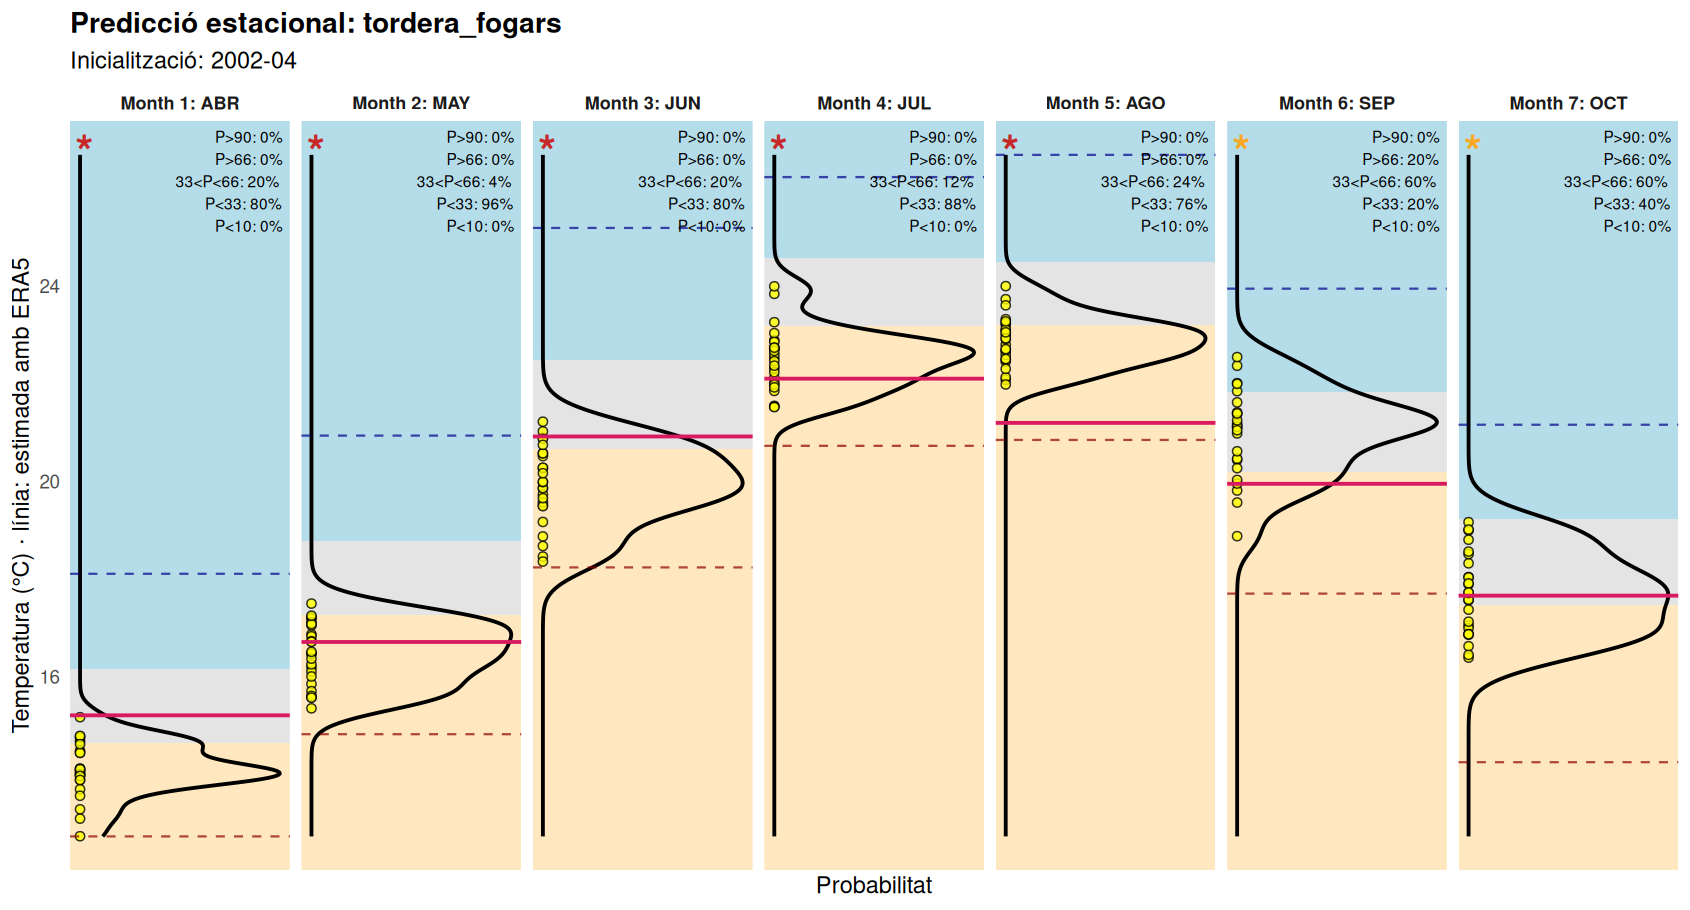 Predicció estacional: tordera_fogars
Inicialització: 2002-04
Month 1: ABR
Month 2: MAY
Month 3: JUN
Month 4: JUL
Month 5: AGO
Month 6: SEP
Month 7: OCT
*
P>90: 0%
P>66: 0%
33<P<66: 20%
P<33: 80%
P<10: 0%
*
P>90: 0%
P>66: 0%
33<P<66: 4%
P<33: 96%
P<10: 0%
*
P>90: 0%
P>66: 0%
33<P<66: 20%
P<33: 80%
P<10: 0%
*
P>90: 0%
P>66: 0%
33<P<66: 12%
P<33: 88%
P<10: 0%
*
P>90: 0%
P>66: 0%
33<P<66: 24%
P<33: 76%
P<10: 0%
*
P>90: 0%
P>66: 20%
33<P<66: 60%
P<33: 20%
P<10: 0%
*
P>90: 0%
P>66: 0%
33<P<66: 60%
P<33: 40%
P<10: 0%
Temperatura (°C) · línia: estimada amb ERA5
24
20
16
Probabilitat